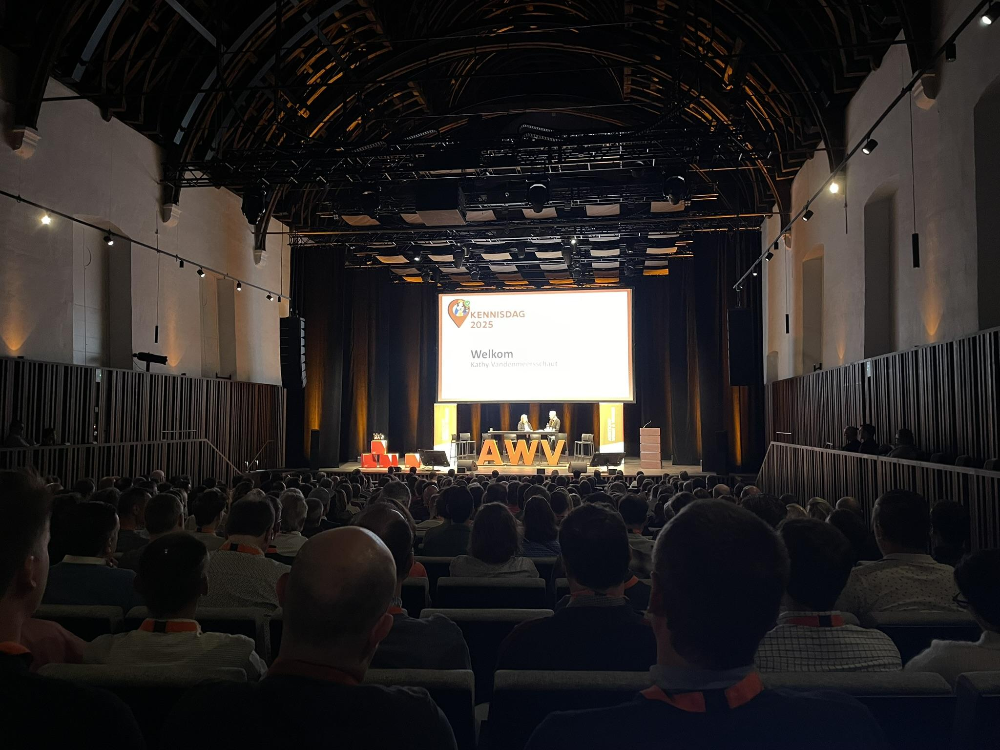 KENNISDAG
2025
Welkom
Kathy Vandenmeersschaut
AWV